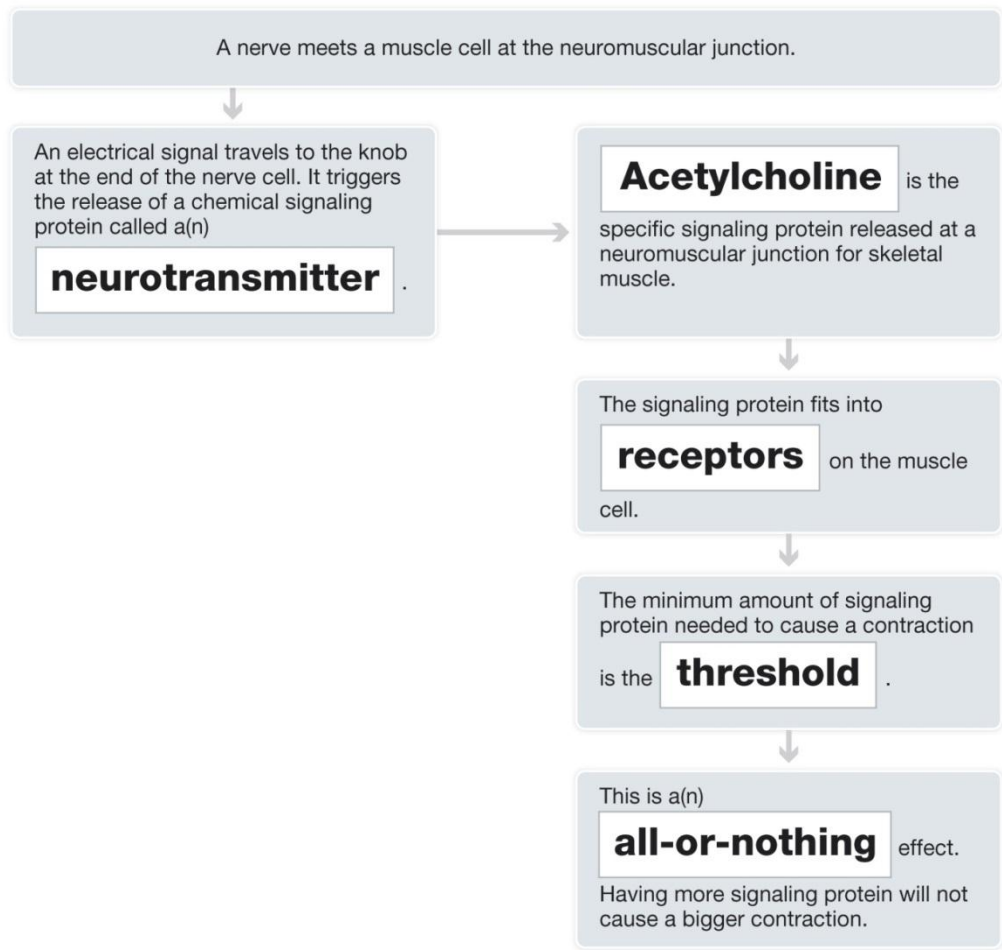 A nerve meets a muscle cell at the neuromuscular junction.
An electrical signal travels to the knob
at the end of the nerve cell. It triggers
the release of a chemical signaling
protein called a(n)
neurotransmitter .
Acetylcholine is the
specific signaling protein released at a
neuromuscular junction for skeletal
muscle.
The signaling protein fits into
receptors on the muscle
cell.
The minimum amount of signaling
protein needed to cause a contraction
is the threshold .
This is a(n)
all-or-nothing effect.
Having more signaling protein will not
cause a bigger contraction.